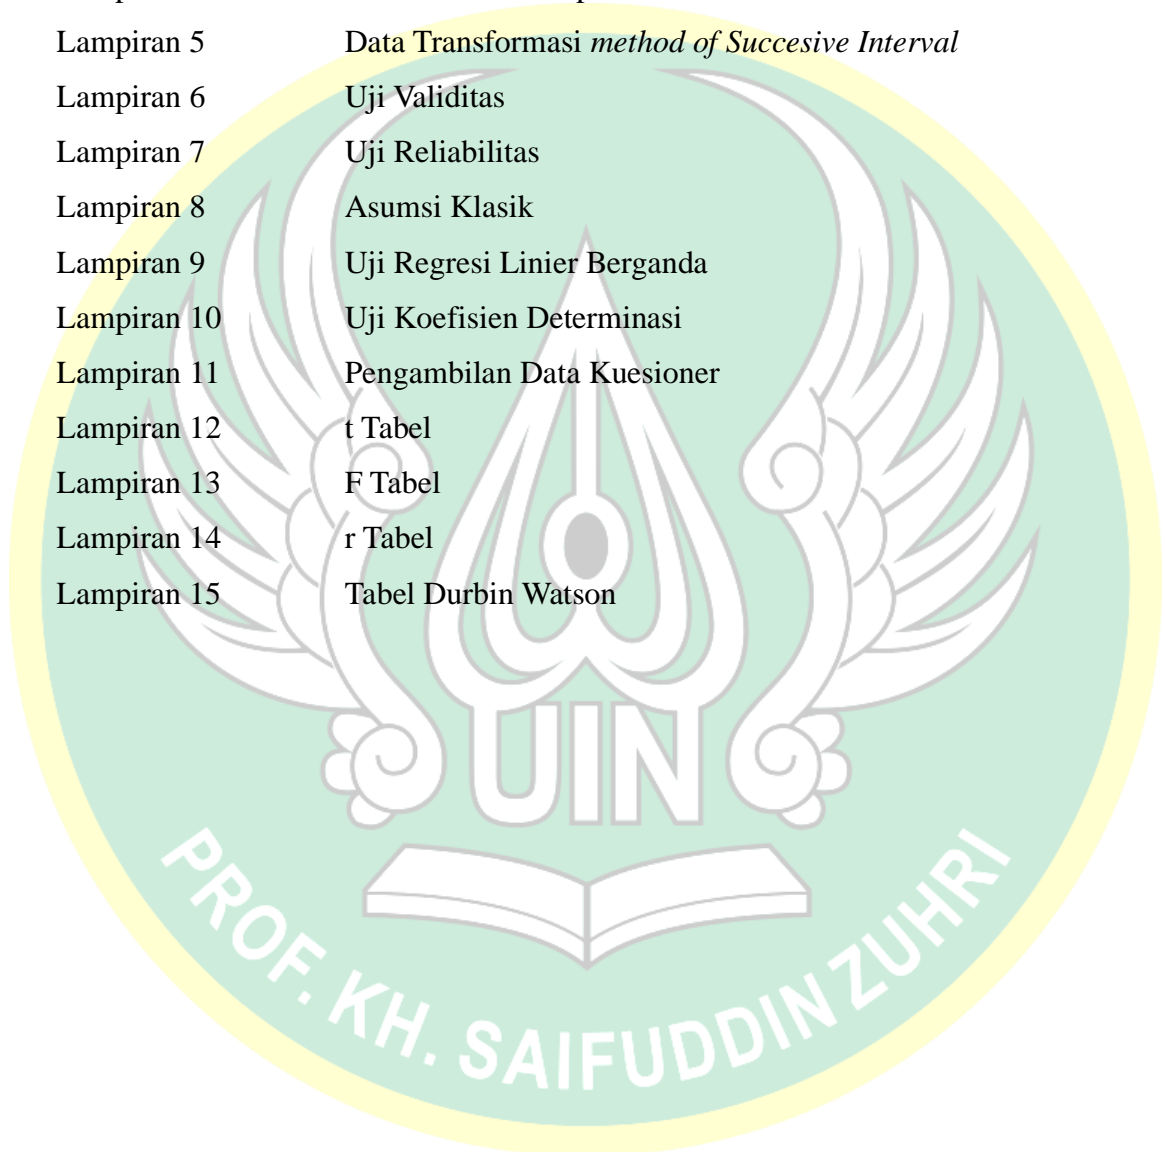 Lampiran 5 Data Transformasi method of Succesive Interval
Lampiran 6 Uji Validitas
Lampiran 7 Uji Reliabilitas
Lampiran 8 Asumsi Klasik
Lampiran 9 Uji Regresi Linier Berganda
Lampiran 10 Uji Koefisien Determinasi
Lampiran 11 Pengambilan Data Kuesioner
Lampiran 12 t Tabel
Lampiran 13 F Tabel
Lampiran 14 r Tabel
Lampiran 15 Tabel Durbin Watson
UIN
PROF. KH. SAIFUDDIN ZUHRI